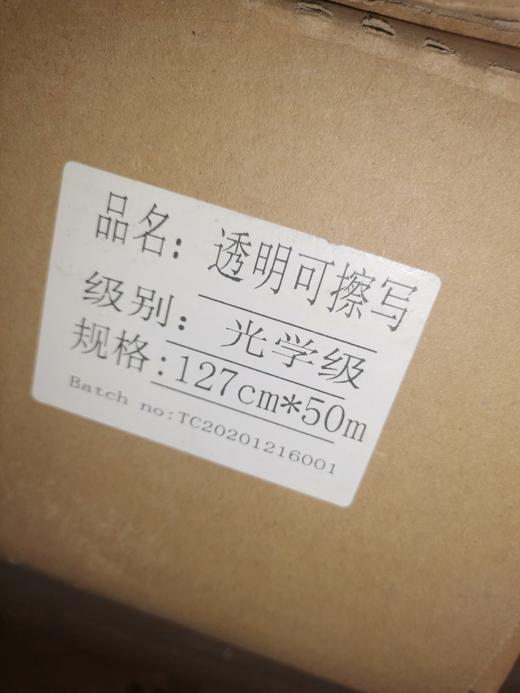 品名：透明可擦写
级别：光学级
规格：127cm*50m
Batch no:TC20201216001